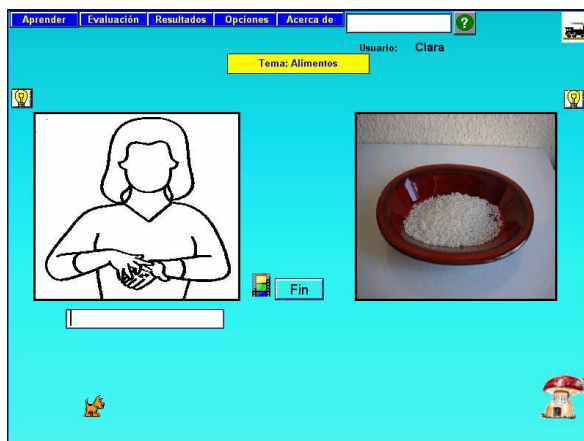 Aprender Evaluación Resultados Opciones Acerca de ?
Usuario: Clara
Tema: Alimentos
Fin